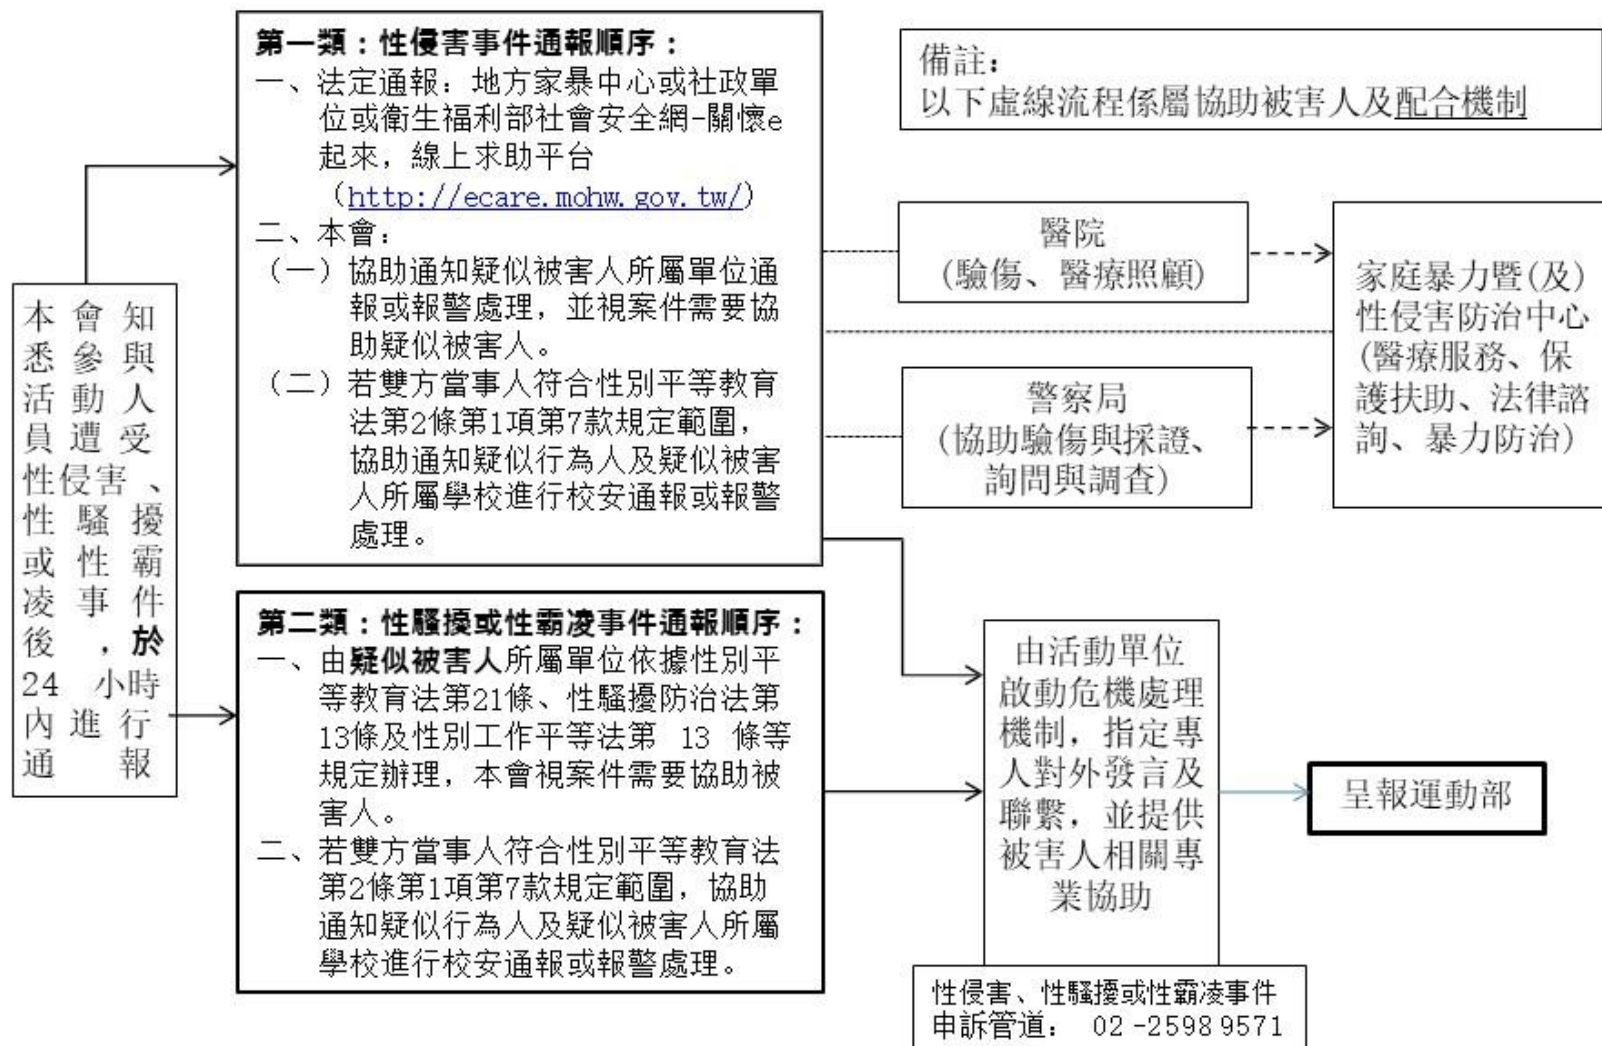 本會知
悉參與
活動人
員遭受
性侵害、
性騷擾
或性霸
凌事件
後,於
24 小時
內進行
通報
第一類:性侵害事件通報順序:
一、法定通報:地方家暴中心或社政單
位或衛生福利部社會安全網-關懷e
起來,線上求助平台
(http://ecare.mohw.gov.tw/)
二、本會:
(一)協助通知疑似被害人所屬單位通
報或報警處理,並視案件需要協
助疑似被害人。
(二)若雙方當事人符合性別平等教育
法第2條第1項第7款規定範圍,
協助通知疑似行為人及疑似被害
人所屬學校進行校安通報或報警
處理。
第二類:性騷擾或性霸凌事件通報順序:
一、由疑似被害人所屬單位依據性別平
等教育法第21條、性騷擾防治法第
13條及性別工作平等法第 13 條等
規定辦理,本會視案件需要協助被
害人。
二、若雙方當事人符合性別平等教育法
第2條第1項第7款規定範圍,協助
通知疑似行為人及疑似被害人所屬
學校進行校安通報或報警處理。
備註:
以下虛線流程係屬協助被害人及配合機制
醫院
(驗傷、醫療照顧)
警察局
(協助驗傷與採證、
詢問與調查)
家庭暴力暨(及)
性侵害防治中心
(醫療服務、保
護扶助、法律諮
詢、暴力防治)
由活動單位
啟動危機處理
機制,指定專
人對外發言及
聯繫,並提供
被害人相關專
業協助
呈報運動部
性侵害、性騷擾或性霸凌事件
申訴管道: 02-25989571